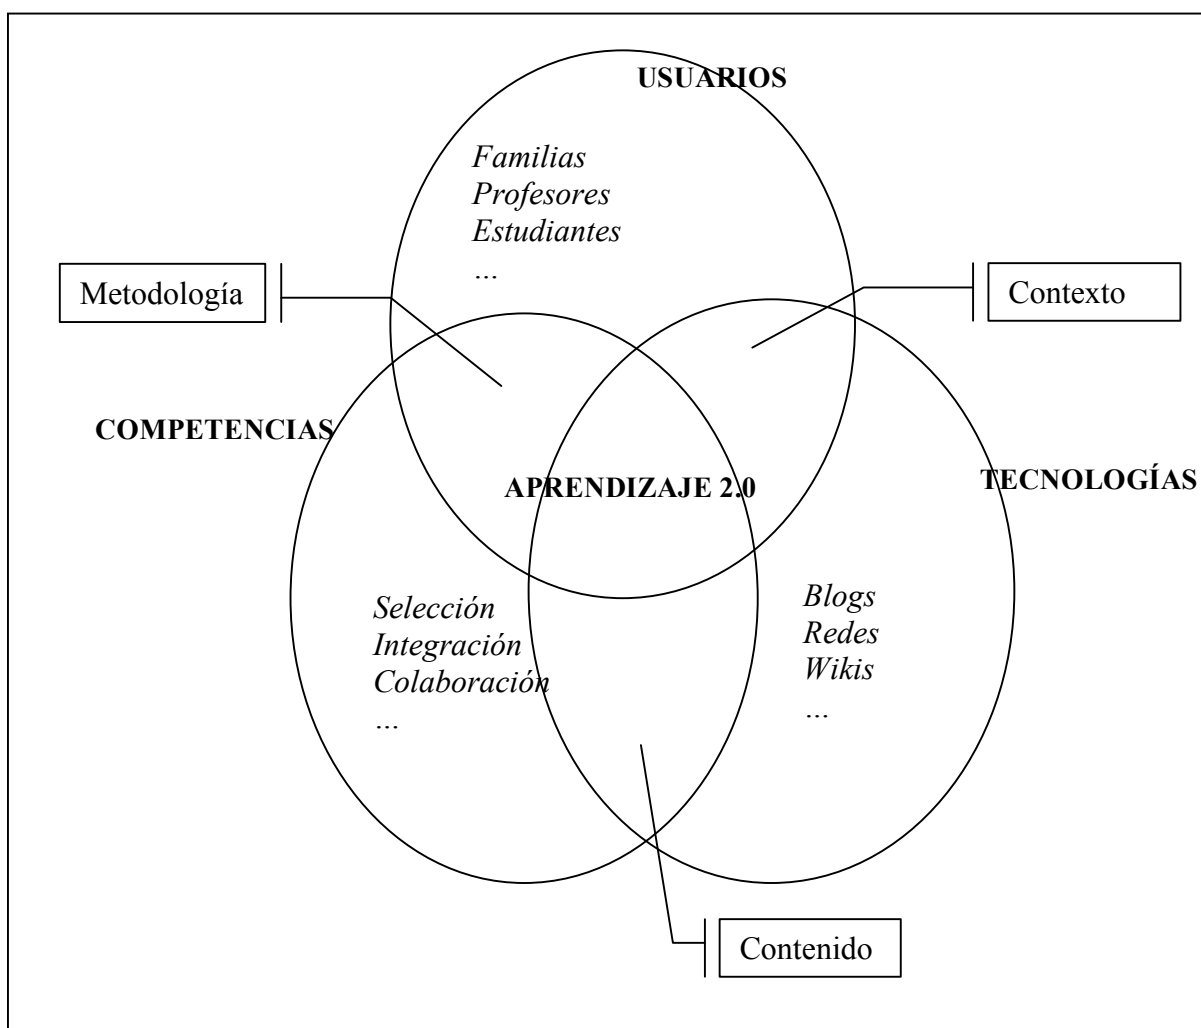 USUARIOS
Familias
Profesores
Estudiantes
…
Metodología
Contexto
COMPETENCIAS
TECNOLOGÍAS
APRENDIZAJE 2.0
Selección
Integración
Colaboración
…
Blogs
Redes
Wikis
…
Contenido